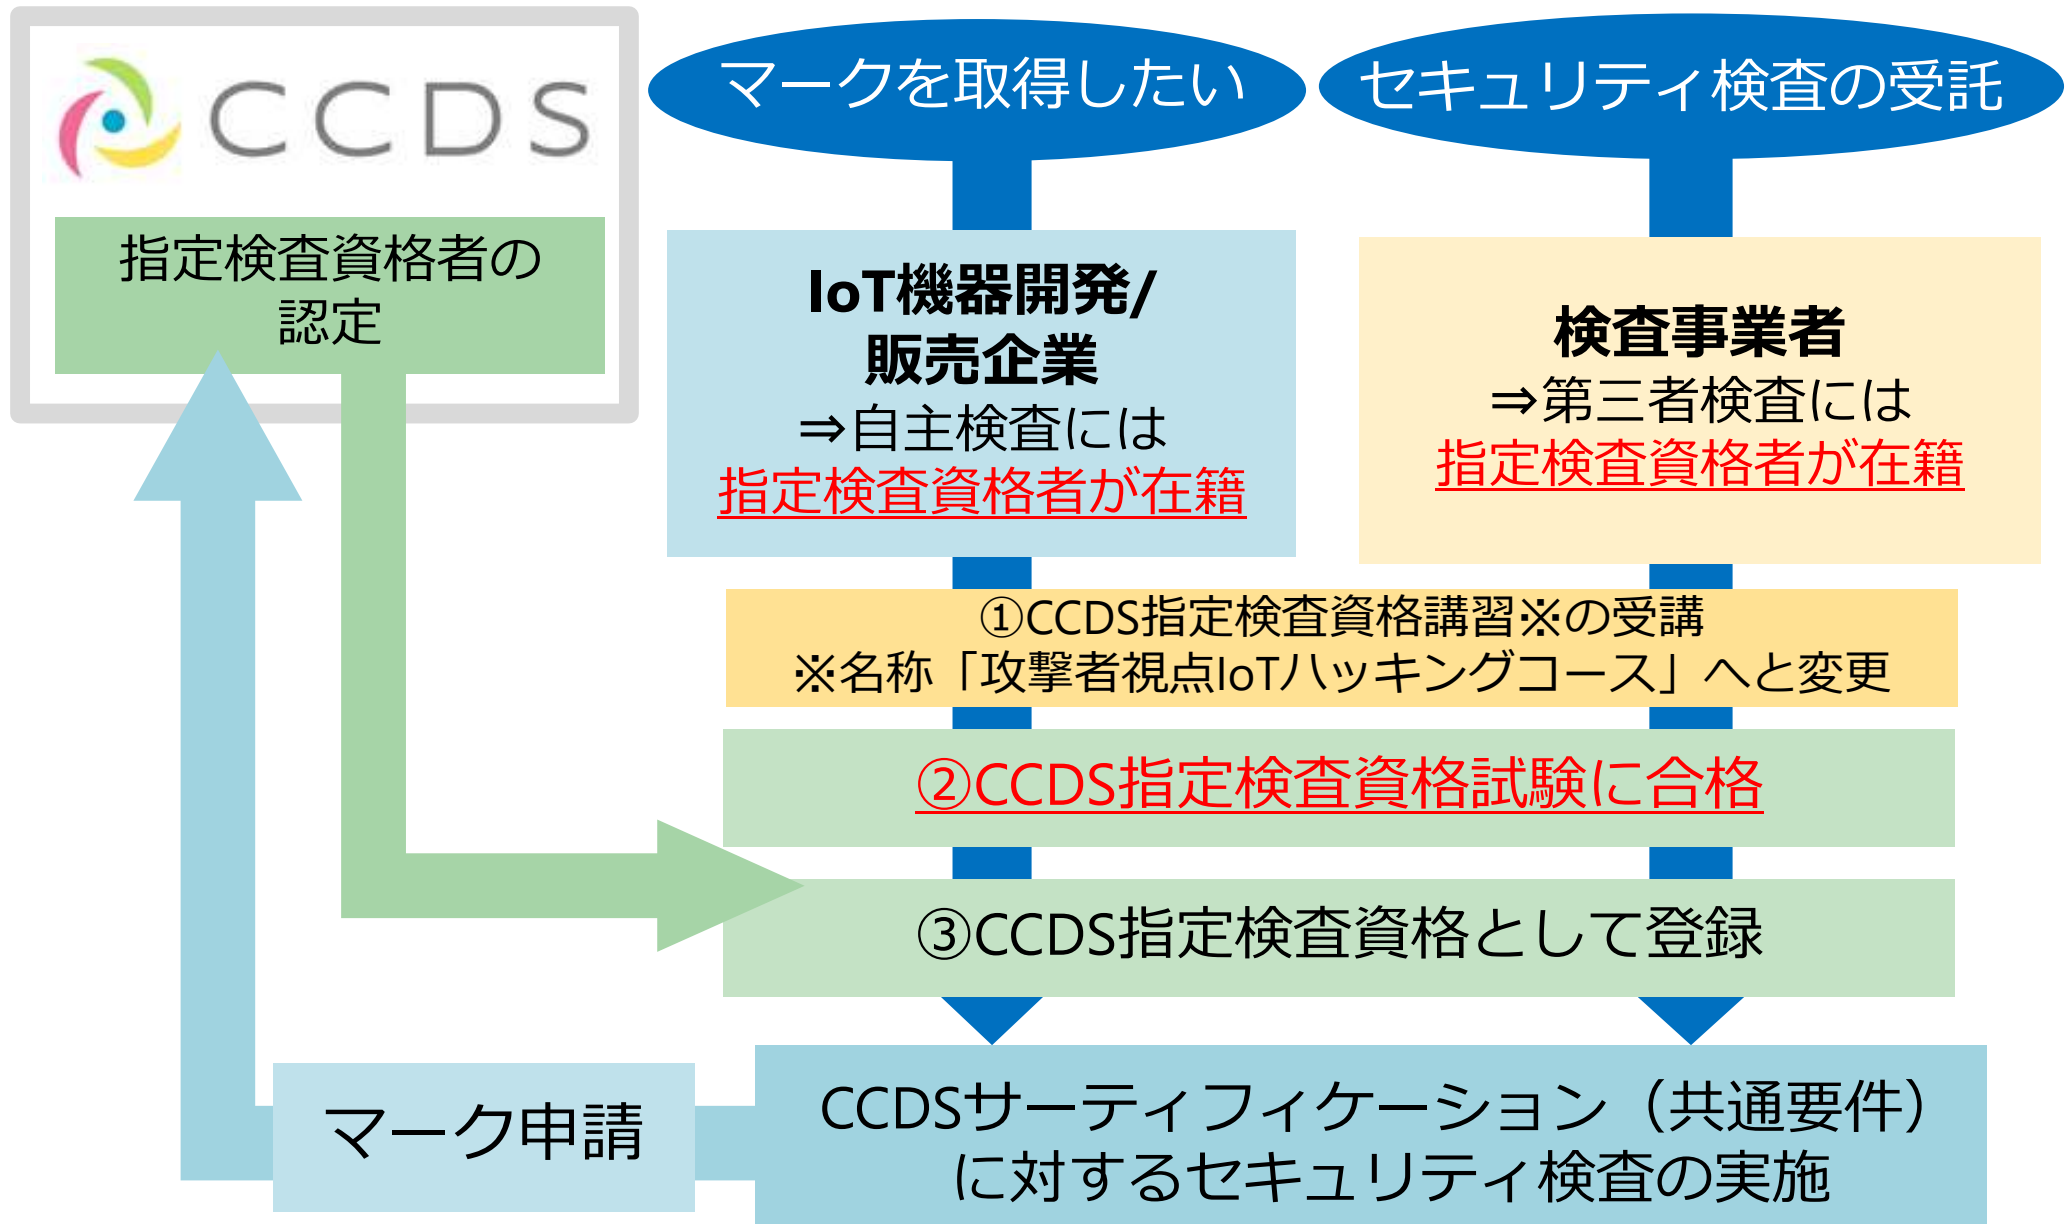 CCDS
指定検査資格者の
認定
マークを取得したい
IoT機器開発/
販売企業
⇒自主検査には
指定検査資格者が在籍
セキュリティ検査の受託
検査事業者
⇒第三者検査には
指定検査資格者が在籍
①CCDS指定検査資格講習※の受講
※名称「攻撃者視点IoTハッキングコース」へと変更
②CCDS指定検査資格試験に合格
③CCDS指定検査資格として登録
CCDSサーティフィケーション（共通要件）
に対するセキュリティ検査の実施
マーク申請